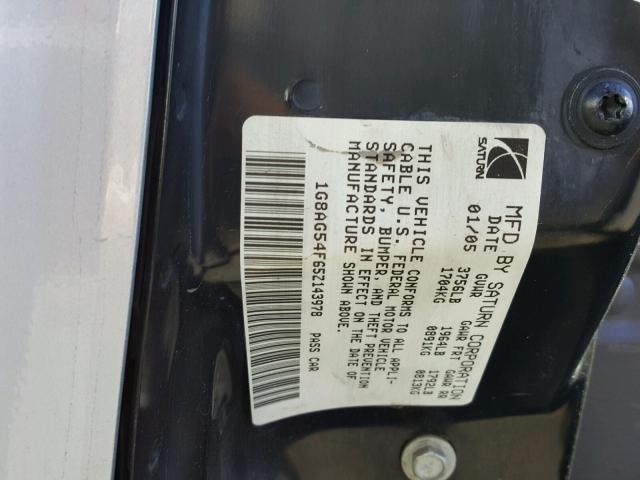 SATURN
MFD BY SATURN CORPORATION
DATE GVWR GAWR FRT GAWR RR
01/05 3756LB 1964LB 1792LB
1704KG 0891KG 0813KG
THIS VEHICLE CONFORMS TO ALL APPLI-
CABLE U.S. FEDERAL MOTOR VEHICLE
SAFETY, BUMPER, AND THEFT PREVENTION
STANDARDS IN EFFECT ON THE DATE OF
MANUFACTURE SHOWN ABOVE.
1G8AG54F65Z143978 PASS CAR